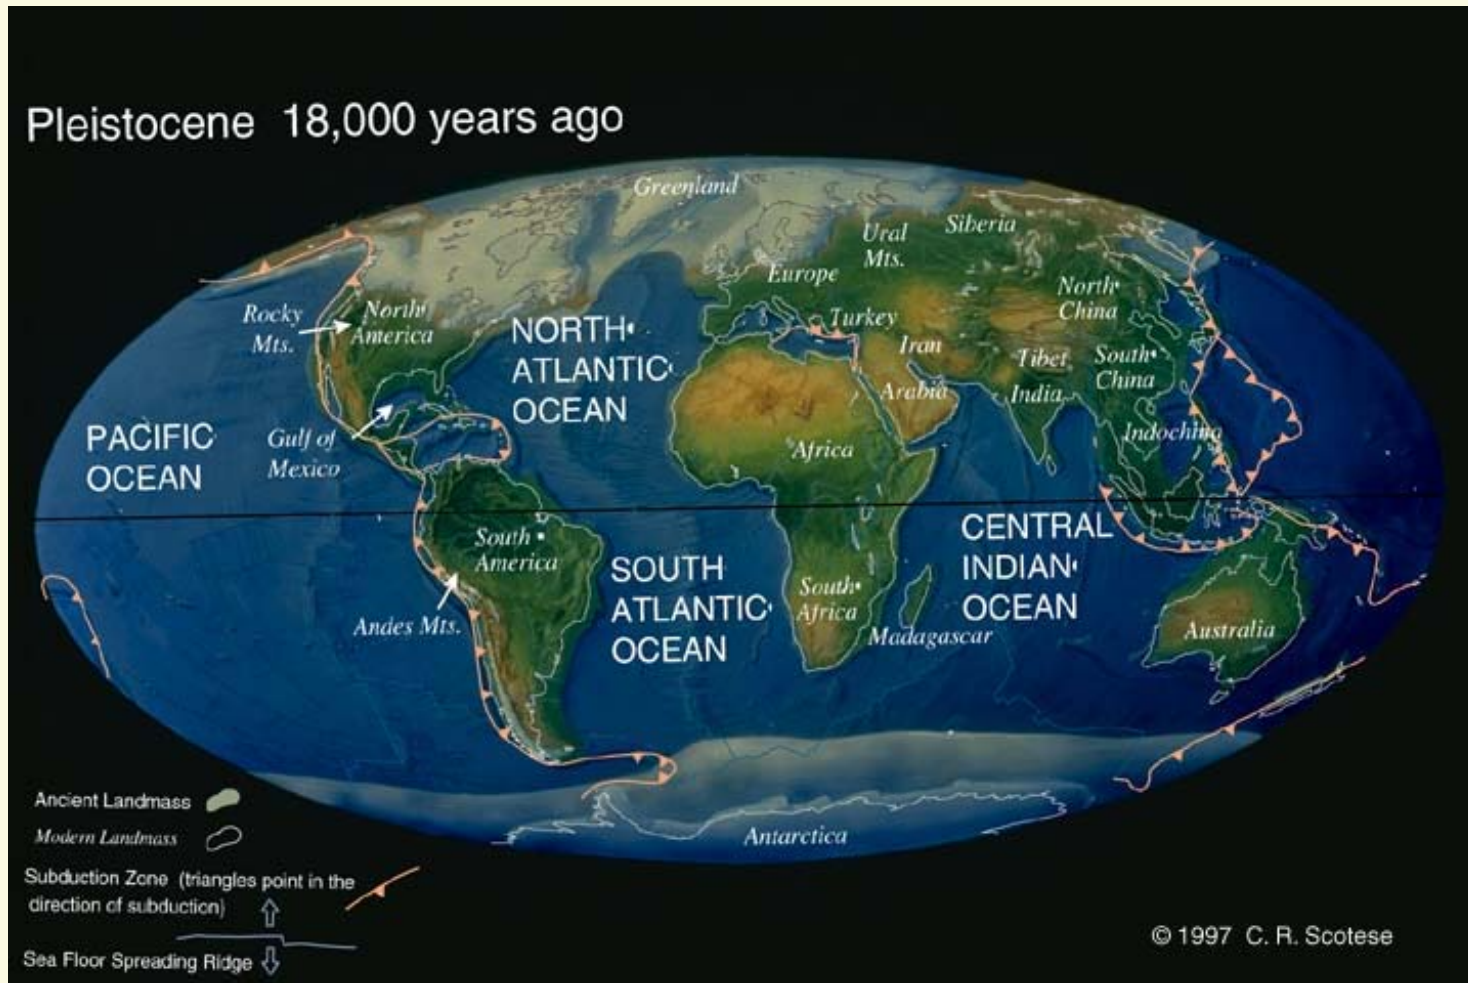 Pleistocene 18,000 years ago
Greenland
Siberia
Ural
Mts.
Europe
North
China
Rocky
Mts.
North
America
NORTH
ATLANTIC
OCEAN
Turkey
Iran
Tibet
South
China
Arabia
India
PACIFIC
OCEAN
Gulf of
Mexico
Africa
Indochina
South
America
CENTRAL
INDIAN
OCEAN
SOUTH
ATLANTIC
OCEAN
South
Africa
Andes Mts.
Madagascar
Australia
Antarctica
Ancient Landmass
Modern Landmass
Subduction Zone (triangles point in the
direction of subduction)
Sea Floor Spreading Ridge
© 1997 C. R. Scotese